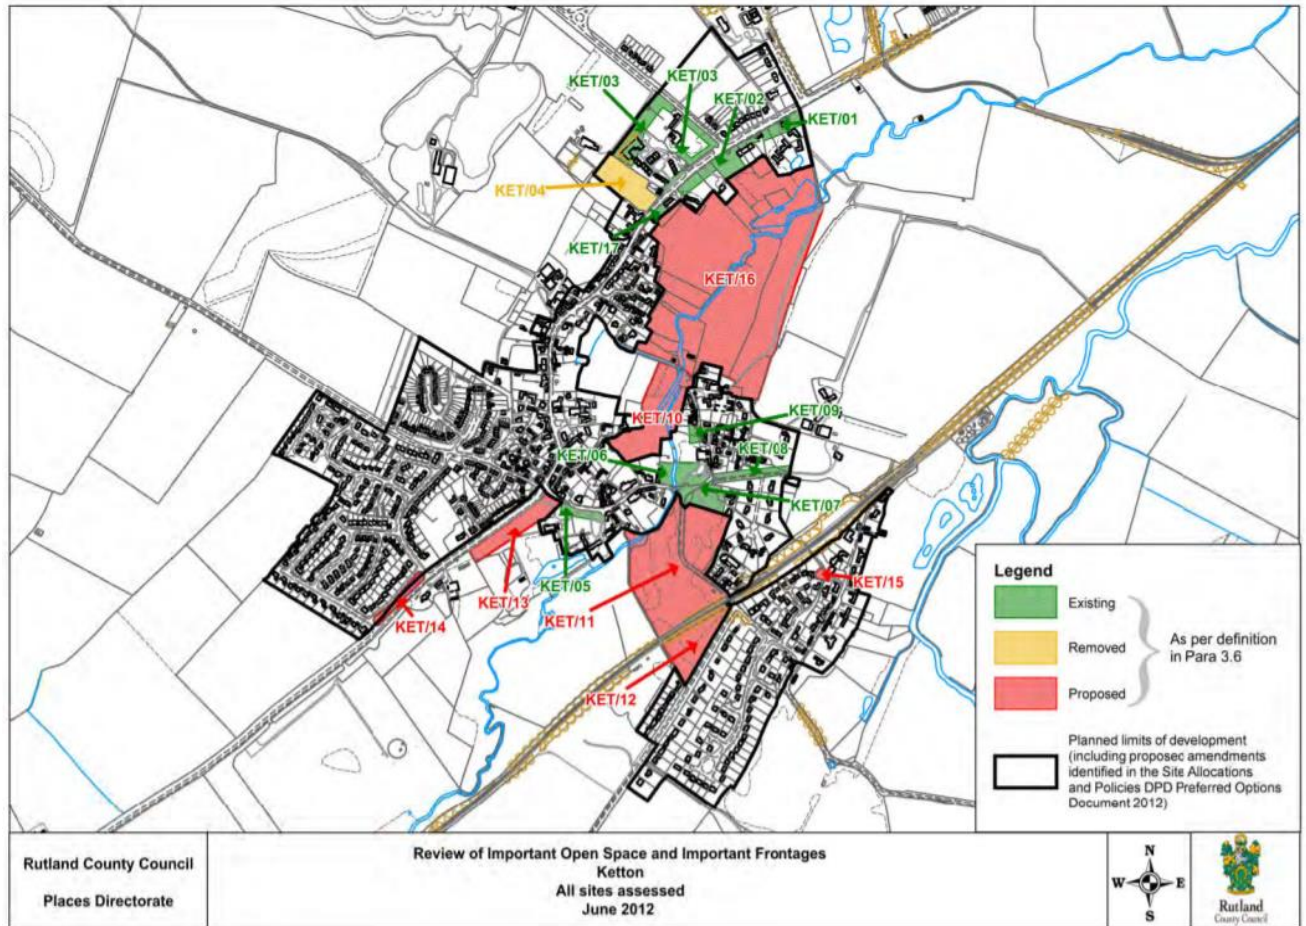 KET/03
KET/03
KET/02
KET/01
KET/04
KET/17
KET/16
KET/10
KET/09
KET/06
KET/08
KET/07
KET/05
KET/13
KET/14
KET/11
KET/15
KET/12
Legend
Existing
Removed
Proposed
As per definition
in Para 3.6
Planned limits of development
(including proposed amendments
identified in the Site Allocations
and Policies DPD Preferred Options
Document 2012)
Rutland County Council
Places Directorate
Review of Important Open Space and Important Frontages
Ketton
All sites assessed
June 2012
N
W E
S
Rutland
County Council